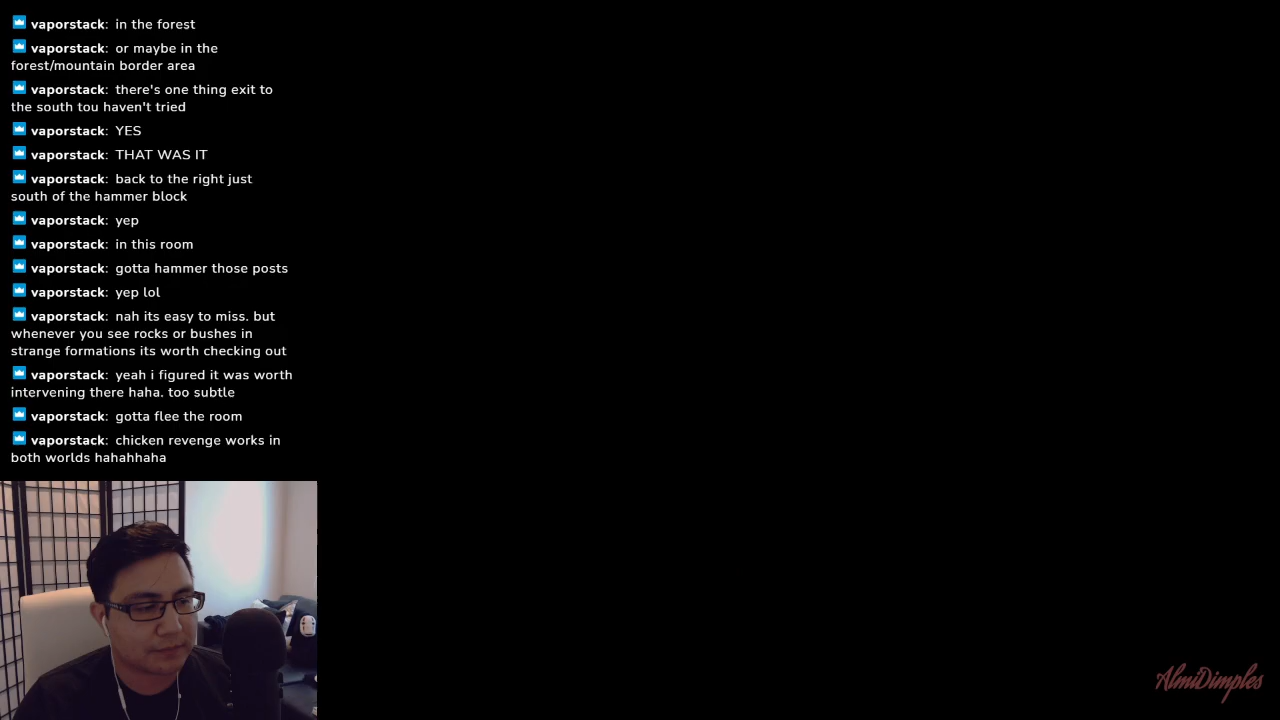 vaporstack: in the forest
vaporstack: or maybe in the
forest/mountain border area
vaporstack: there's one thing exit to
the south tou haven't tried
vaporstack: YES
vaporstack: THAT WAS IT
vaporstack: back to the right just
south of the hammer block
vaporstack: yep
vaporstack: in this room
vaporstack: gotta hammer those posts
vaporstack: yep lol
vaporstack: nah its easy to miss. but
whenever you see rocks or bushes in
strange formations its worth checking out
vaporstack: yeah i figured it was worth
intervening there haha. too subtle
vaporstack: gotta flee the room
vaporstack: chicken revenge works in
both worlds hahahhaha
AlmiDimples